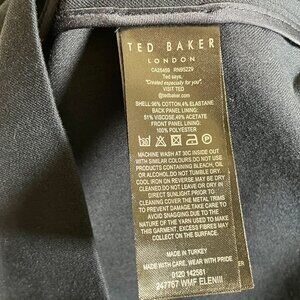 TED BAKER
LONDON
CA25459 RN95229
Ted says,
"Created especially for you".
VISIT TED
@tedbaker.com
SHELL:96% COTTON,4% ELASTANE
BACK PANEL LINING:
51% VISCOSE,49% ACETATE
FRONT PANEL LINING:
100% POLYESTER
MACHINE WASH AT 30C INSIDE OUT
WITH SIMILAR COLOURS.DO NOT USE
PRODUCTS CONTAINING BLEACH, OIL
OR ALCOHOL.DO NOT TUMBLE DRY.
COOL IRON ON REVERSE.MAY BE DRY
CLEANED.DO NOT LEAVE OR DRY IN
DIRECT SUNLIGHT PRIOR TO
CLEANING COVER THE METAL TRIMS
TO PREVENT DAMAGE.TAKE CARE TO
AVOID SNAGGING.DUE TO THE
NATURE OF THE YARN USED TO MAKE
THIS GARMENT, EXCESS FIBRES MAY
COLLECT ON THE SURFACE.
MADE IN TURKEY
MADE WITH CARE, WEAR WITH PRIDE
0120 142581
247767 WMF ELENIII
ER